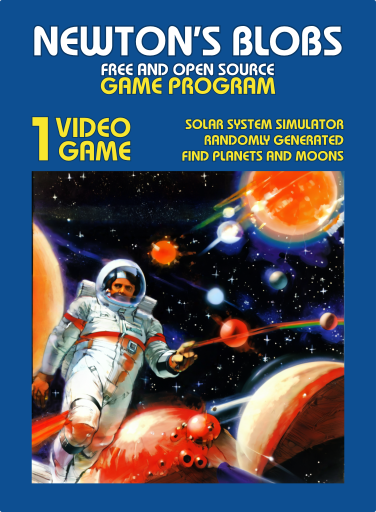 NEWTON'S BLOBS
FREE AND OPEN SOURCE
GAME PROGRAM
1 VIDEO GAME
SOLAR SYSTEM SIMULATOR
RANDOMLY GENERATED
FIND PLANETS AND MOONS